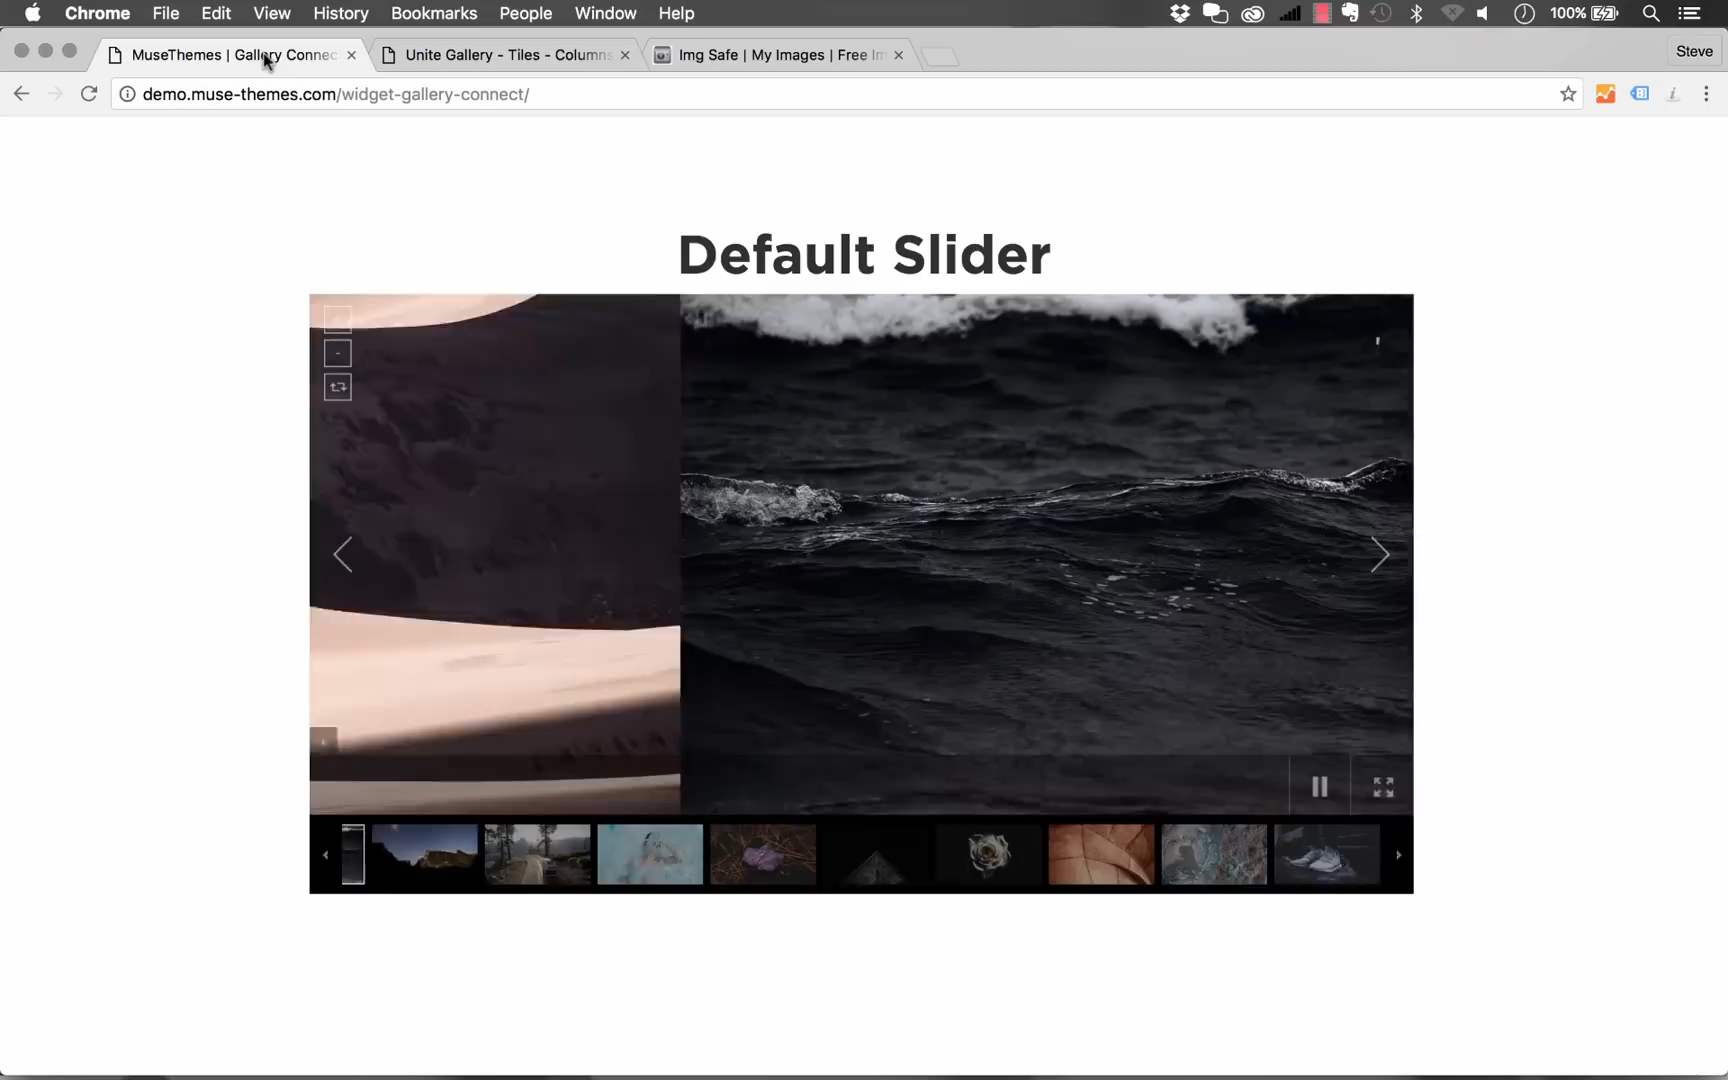 Chrome File Edit View History Bookmarks People Window Help 100%
MuseThemes | Gallery Connec Unite Gallery - Tiles - Columns Img Safe | My Images | Free Im Steve
demo.muse-themes.com/widget-gallery-connect/
Default Slider